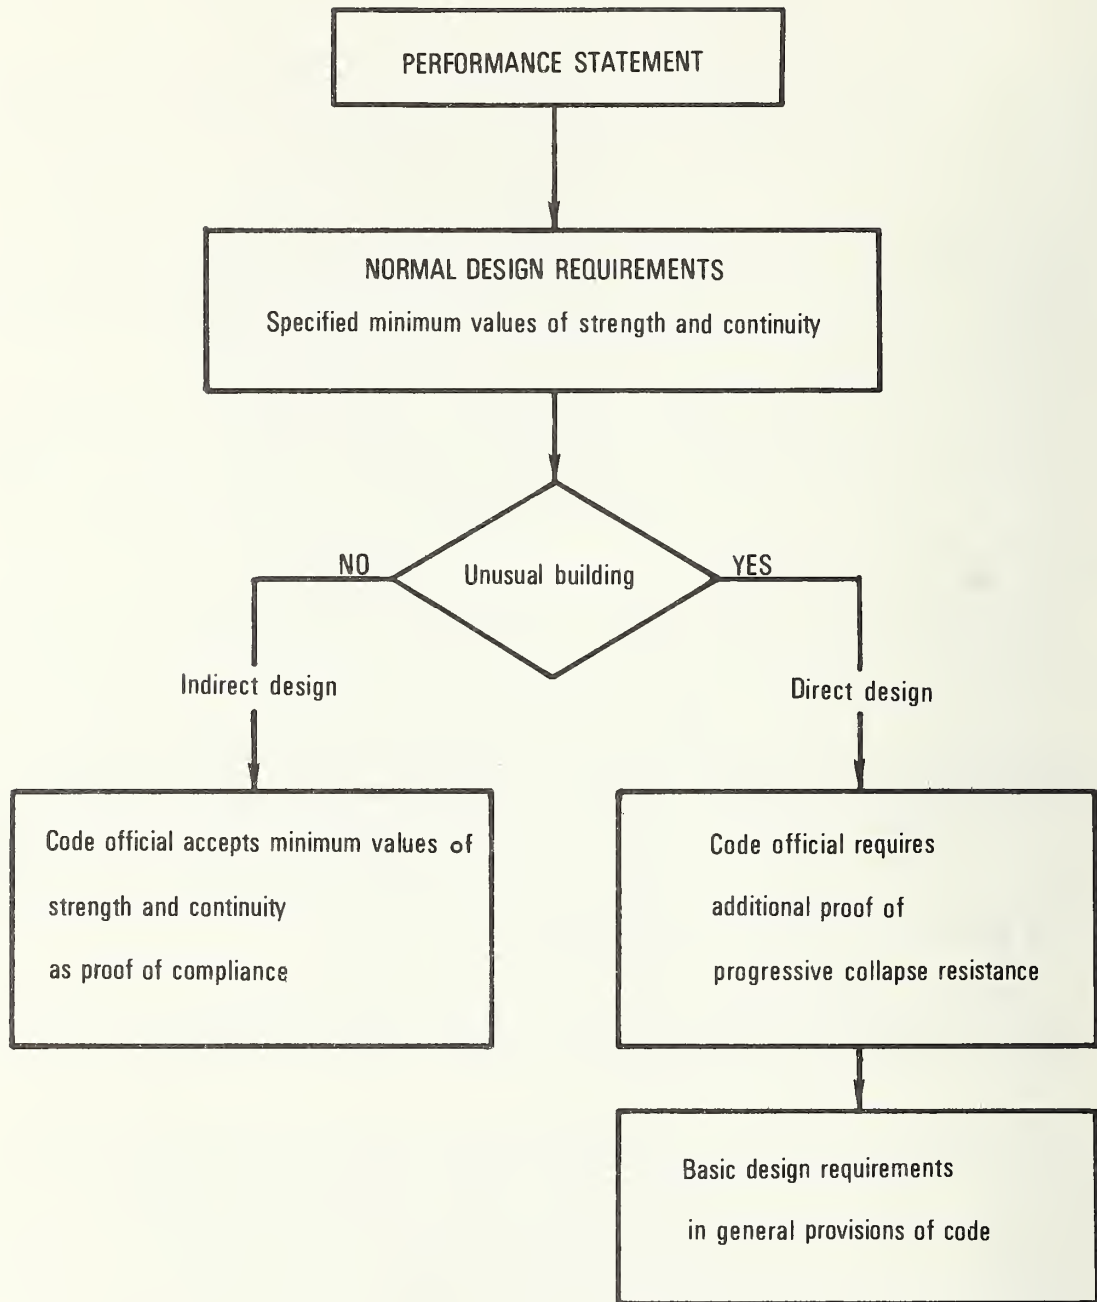 PERFORMANCE STATEMENT
NORMAL DESIGN REQUIREMENTS
Specified minimum values of strength and continuity
NO
Unusual building
YES
Indirect design
Direct design
Code official accepts minimum values of
strength and continuity
as proof of compliance
Code official requires
additional proof of
progressive collapse resistance
Basic design requirements
in general provisions of code